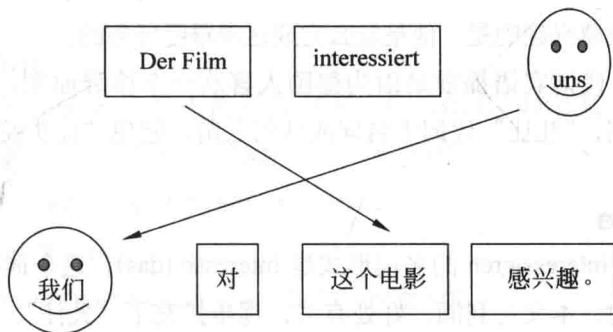 Der Film interessiert uns
我们 对 这个电影 感兴趣。